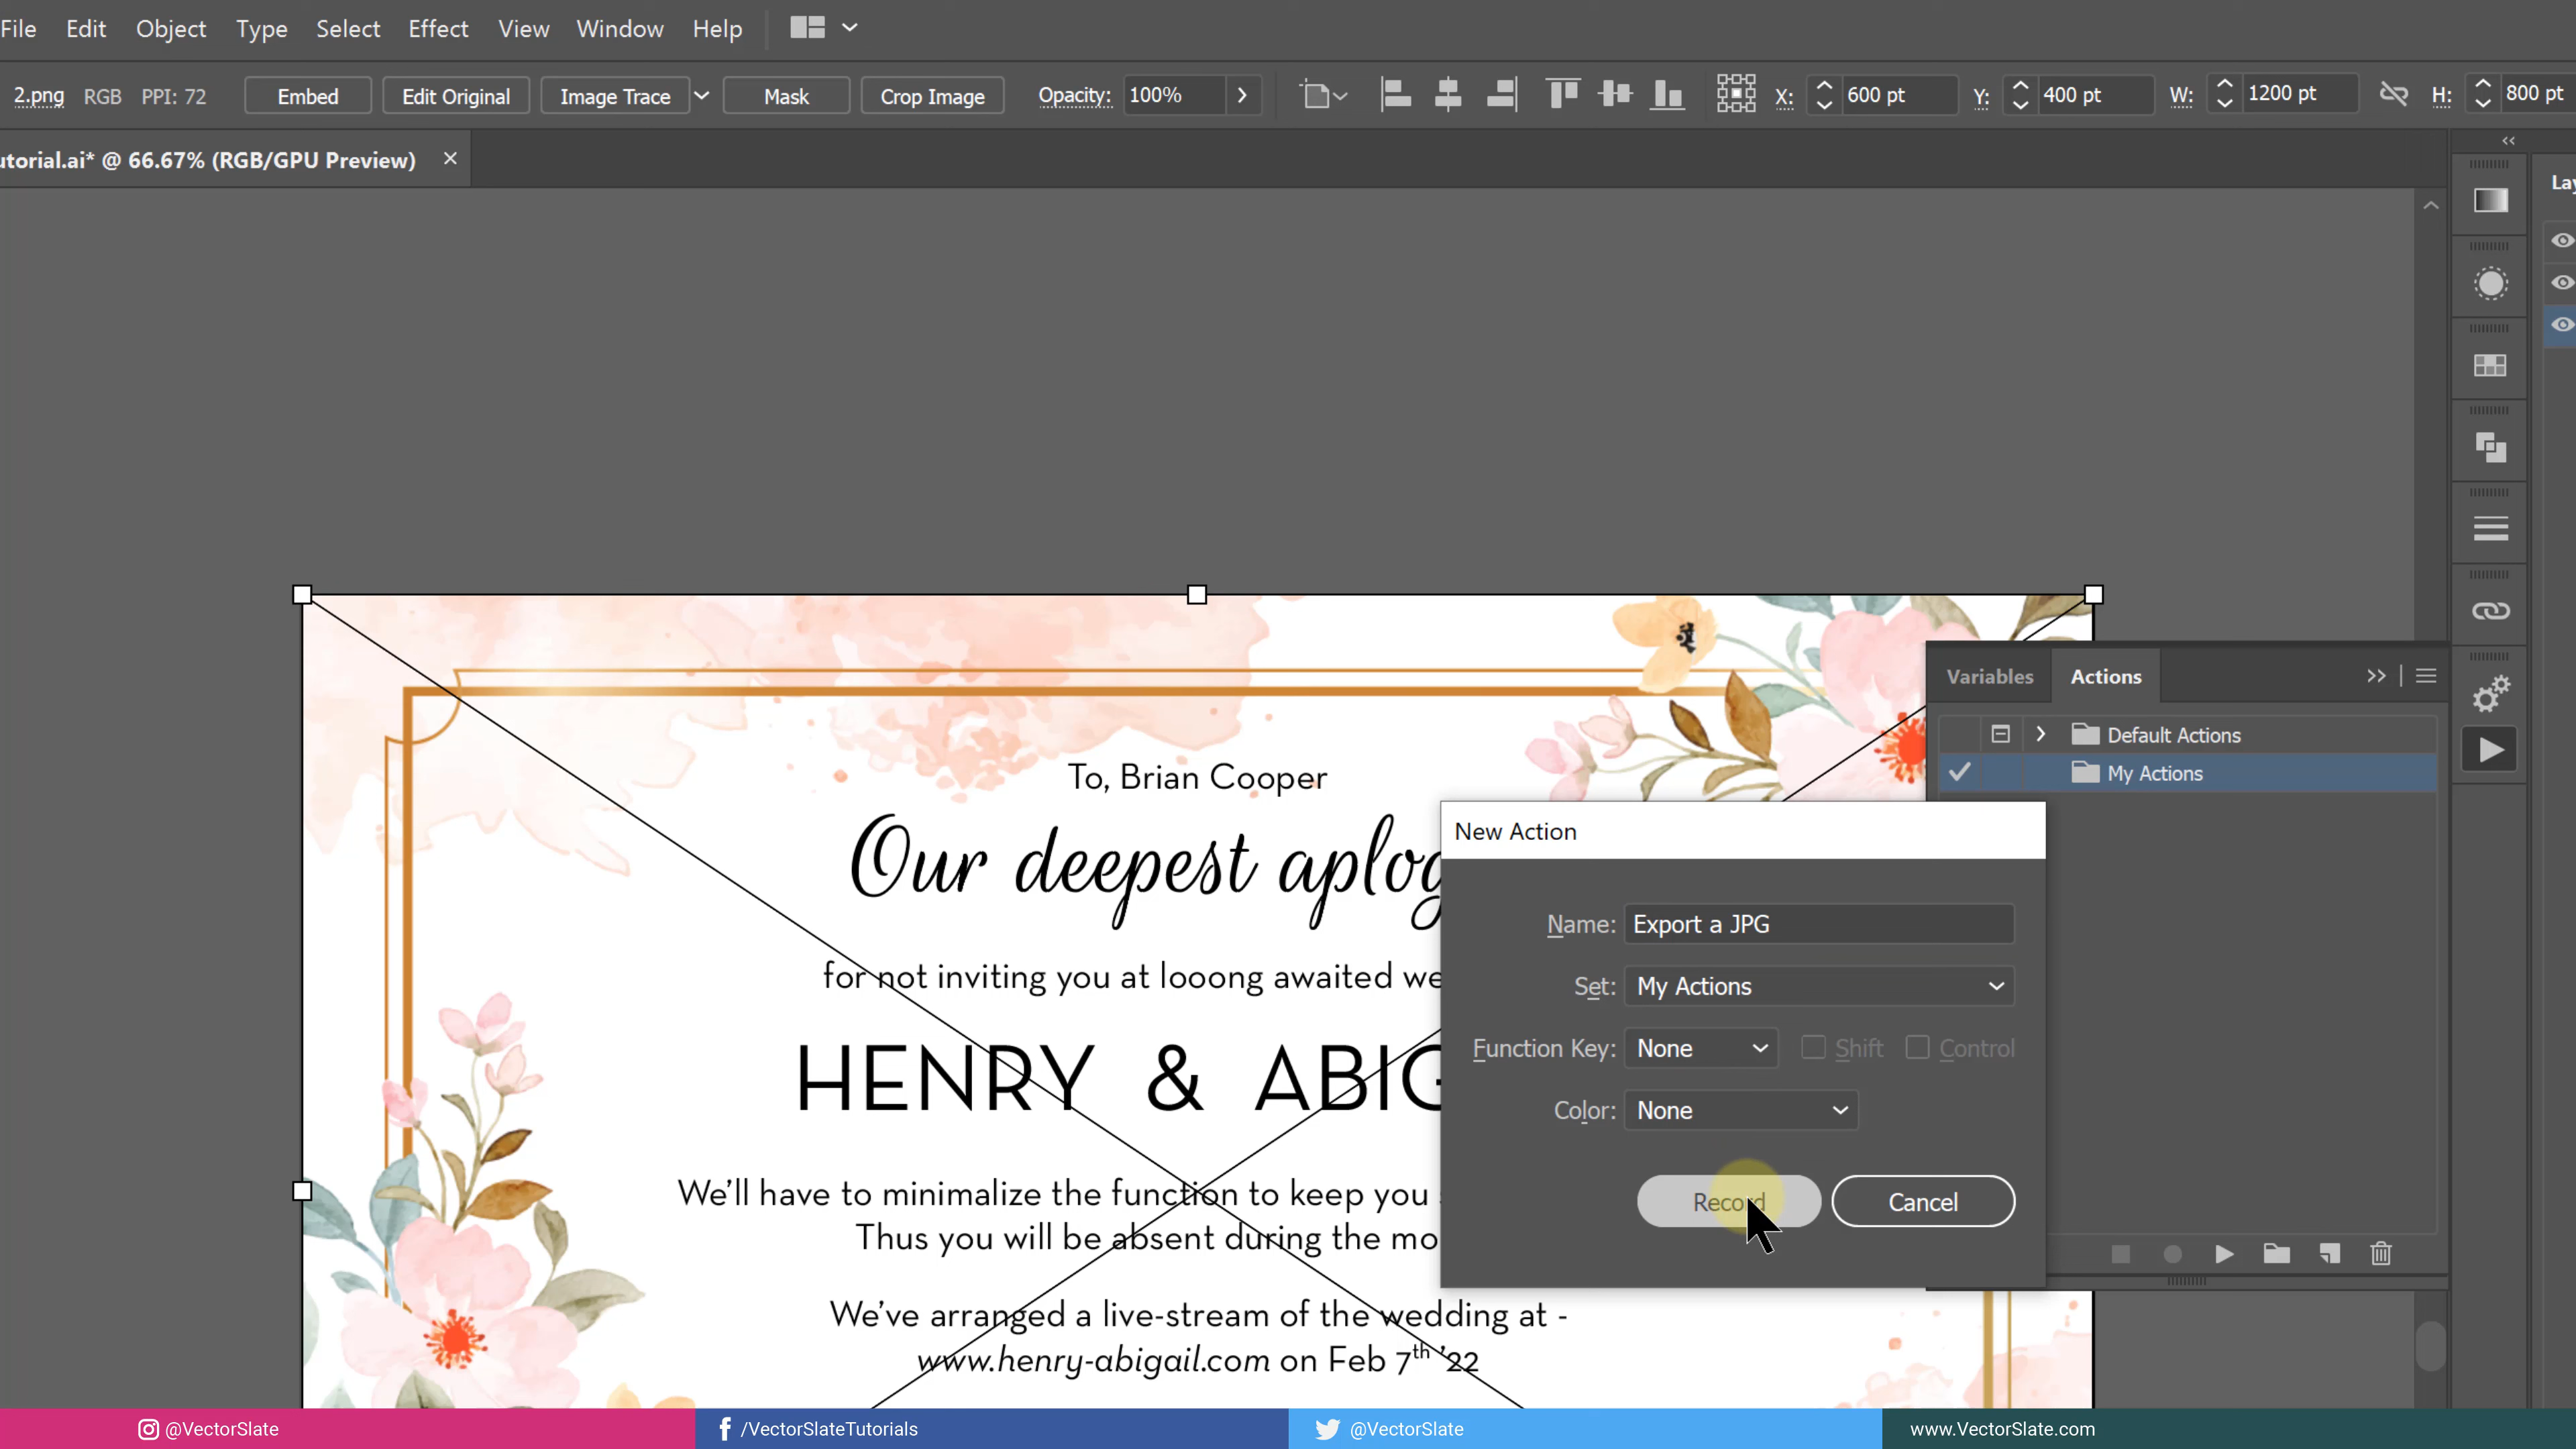 File Edit Object Type Select Effect View Window Help
2.png RGB PPI: 72 Embed Edit Original Image Trace Mask Crop Image Opacity: 100% X: 600 pt Y: 400 pt W: 1200 pt H: 800 pt
utorial.ai* @ 66.67% (RGB/GPU Preview) ×
Lay
Variables Actions
Default Actions
My Actions
To, Brian Cooper
Our deepest aplog
for not inviting you at looong awaited we
HENRY & ABIG
We'll have to minimalize the function to keep you
Thus you will be absent during the mo
We've arranged a live-stream of the wedding at -
www.henry-abigail.com on Feb 7th '22
New Action
Name: Export a JPG
Set: My Actions
Function Key: None Shift Control
Color: None
Record Cancel
@VectorSlate /VectorSlateTutorials @VectorSlate www.VectorSlate.com